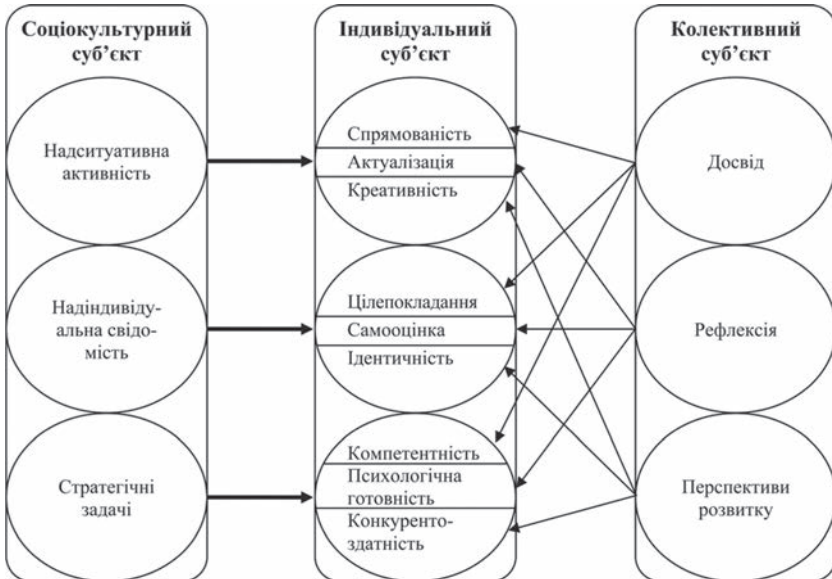 Соціокультурний
суб’єкт
Надситуативна
активність
Надіндивіду-
альна свідо-
мість
Стратегічні
задачі
Індивідуальний
суб’єкт
Спрямованість
Актуалізація
Креативність
Цілепокладання
Самооцінка
Ідентичність
Компетентність
Психологічна
готовність
Конкуренто-
здатність
Колективний
суб’єкт
Досвід
Рефлексія
Перспективи
розвитку